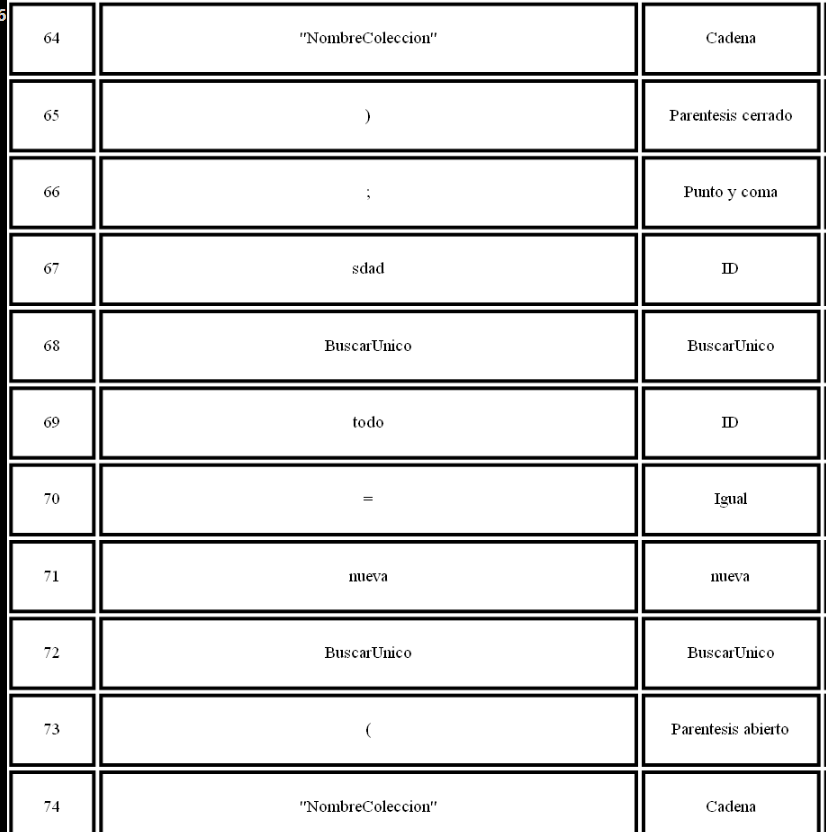 64 "NombreColeccion" Cadena
65 ) Parentesis cerrado
66 ; Punto y coma
67 sdad ID
68 BuscarUnico BuscarUnico
69 todo ID
70 = Igual
71 nueva nueva
72 BuscarUnico BuscarUnico
73 ( Parentesis abierto
74 "NombreColeccion" Cadena